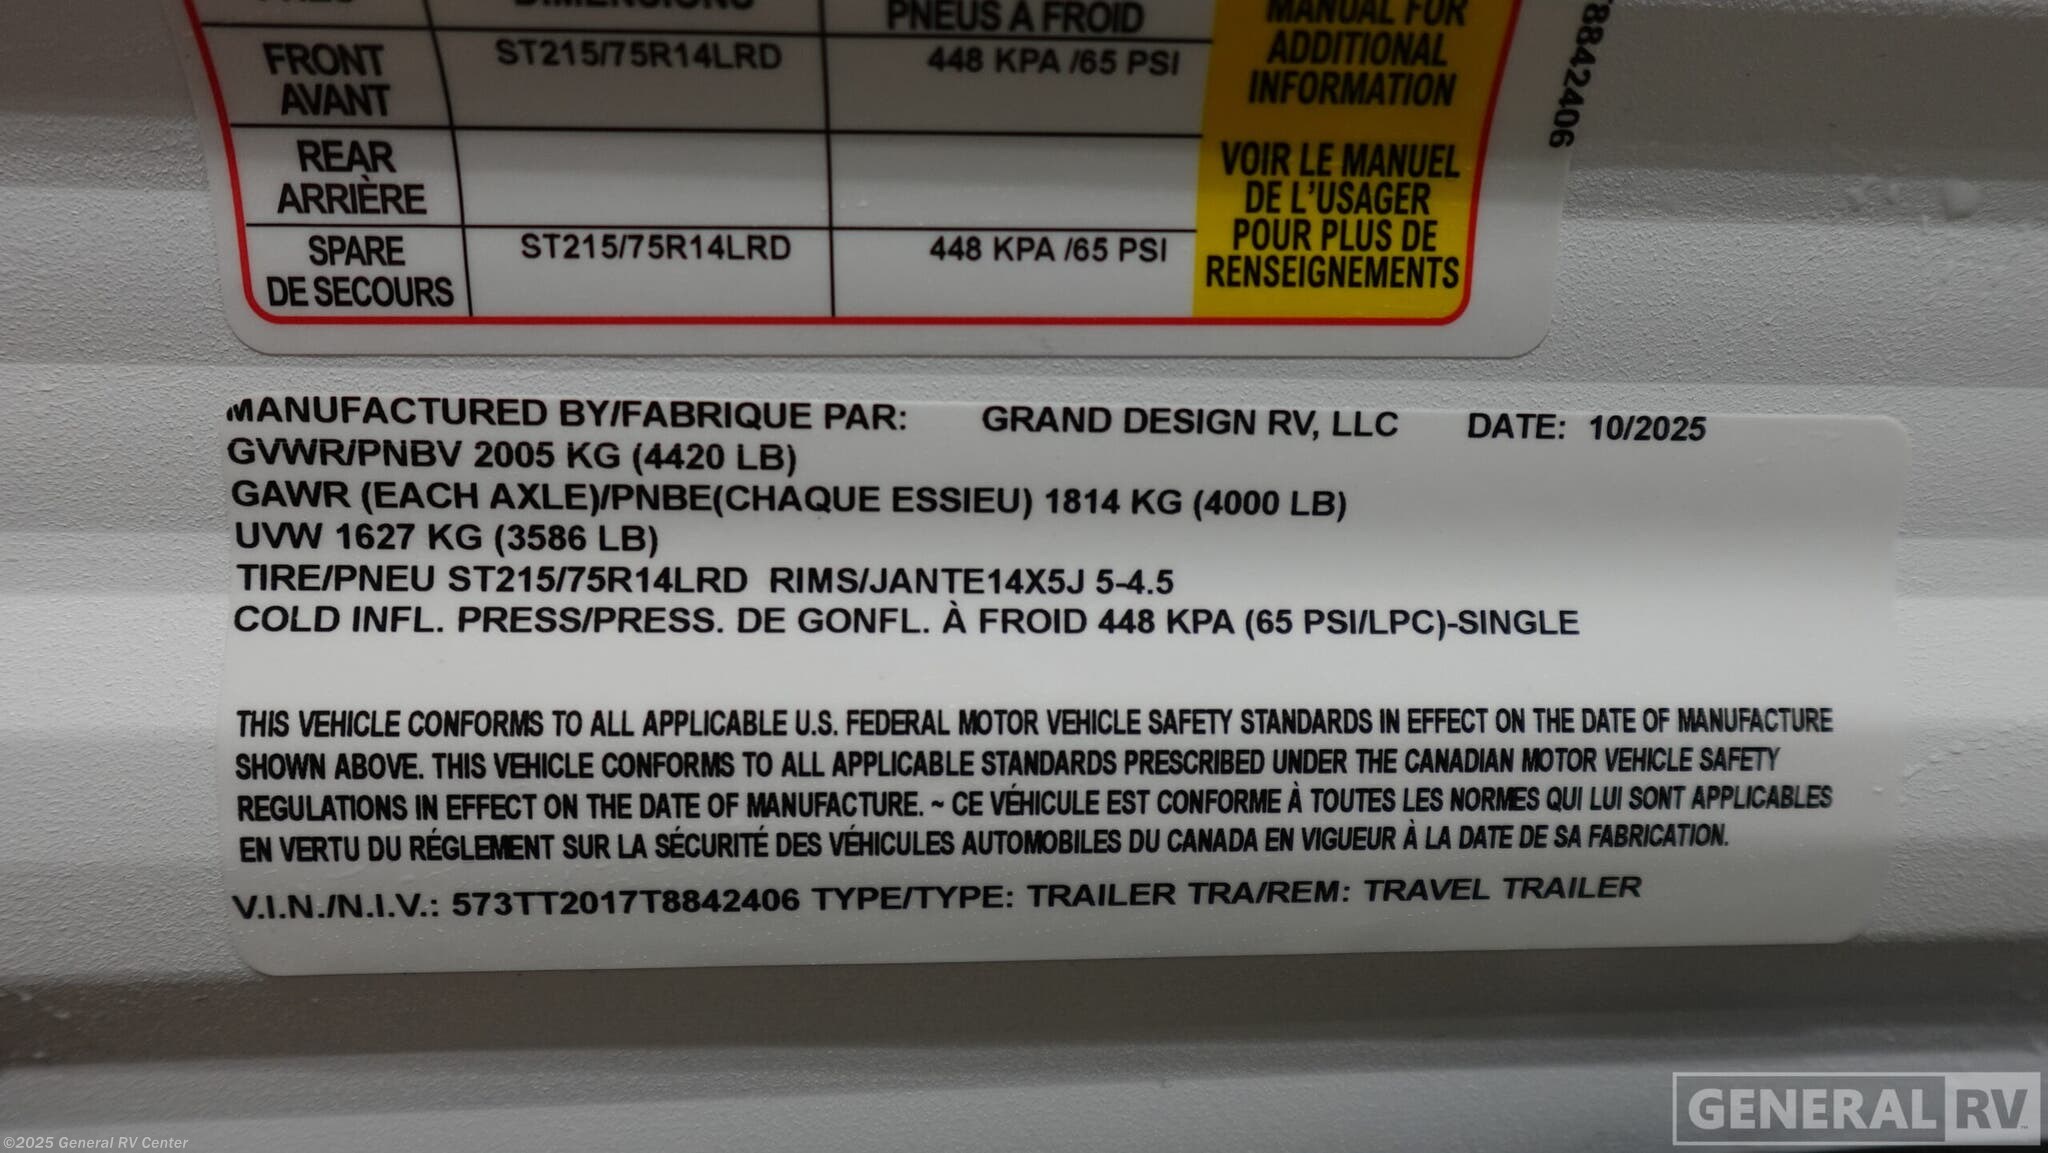 DIMENSIONS
PNEUS A FROID
MANUAL FOR
ADDITIONAL
INFORMATION
FRONT
AVANT
ST215/75R14LRD
448 KPA /65 PSI
REAR
ARRIÈRE
VOIR LE MANUEL
DE L'USAGER
POUR PLUS DE
RENSEIGNEMENTS
SPARE
DE SECOURS
ST215/75R14LRD
448 KPA /65 PSI
T8842406
MANUFACTURED BY/FABRIQUE PAR: GRAND DESIGN RV, LLC DATE: 10/2025
GVWR/PNBV 2005 KG (4420 LB)
GAWR (EACH AXLE)/PNBE(CHAQUE ESSIEU) 1814 KG (4000 LB)
UVW 1627 KG (3586 LB)
TIRE/PNEU ST215/75R14LRD RIMS/JANTE14X5J 5-4.5
COLD INFL. PRESS/PRESS. DE GONFL. À FROID 448 KPA (65 PSI/LPC)-SINGLE
THIS VEHICLE CONFORMS TO ALL APPLICABLE U.S. FEDERAL MOTOR VEHICLE SAFETY STANDARDS IN EFFECT ON THE DATE OF MANUFACTURE
SHOWN ABOVE. THIS VEHICLE CONFORMS TO ALL APPLICABLE STANDARDS PRESCRIBED UNDER THE CANADIAN MOTOR VEHICLE SAFETY
REGULATIONS IN EFFECT ON THE DATE OF MANUFACTURE. ~ CE VÉHICULE EST CONFORME À TOUTES LES NORMES QUI LUI SONT APPLICABLES
EN VERTU DU RÉGLEMENT SUR LA SÉCURITÉ DES VÉHICULES AUTOMOBILES DU CANADA EN VIGUEUR À LA DATE DE SA FABRICATION.
V.I.N./N.I.V.: 573TT2017T8842406 TYPE/TYPE: TRAILER TRA/REM: TRAVEL TRAILER
GENERAL RV
©2025 General RV Center